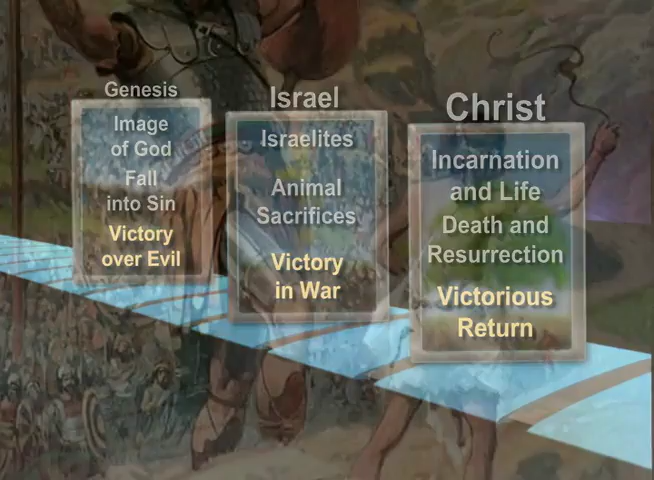 Genesis
Image
of God
Fall
into Sin
Victory
over Evil
Israel
Israelites
Animal
Sacrifices
Victory
in War
Christ
Incarnation
and Life
Death and
Resurrection
Victorious
Return